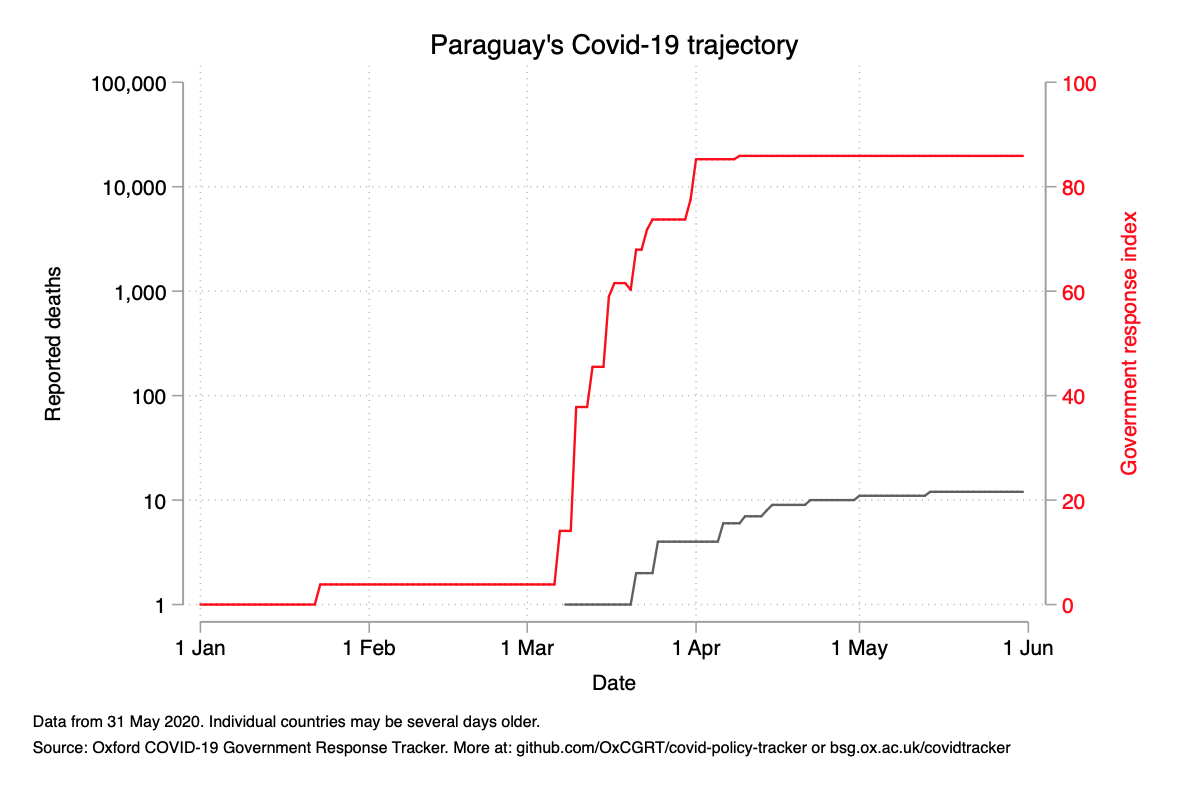 Paraguay's Covid-19 trajectory
100,000
10,000
1,000
100
10
1
Reported deaths
100
80
60
40
20
0
Government response index
1 Jan
1 Feb
1 Mar
1 Apr
1 May
1 Jun
Date
Data from 31 May 2020. Individual countries may be several days older.
Source: Oxford COVID-19 Government Response Tracker. More at: github.com/OxCGRT/covid-policy-tracker or bsg.ox.ac.uk/covidtracker